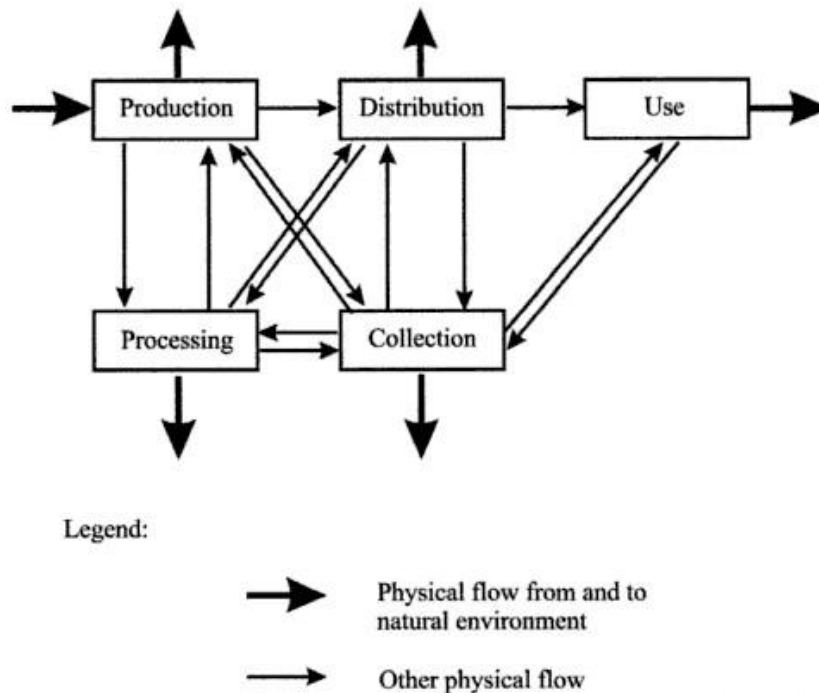 Production
Distribution
Use
Processing
Collection
Legend:
Physical flow from and to
natural environment
Other physical flow